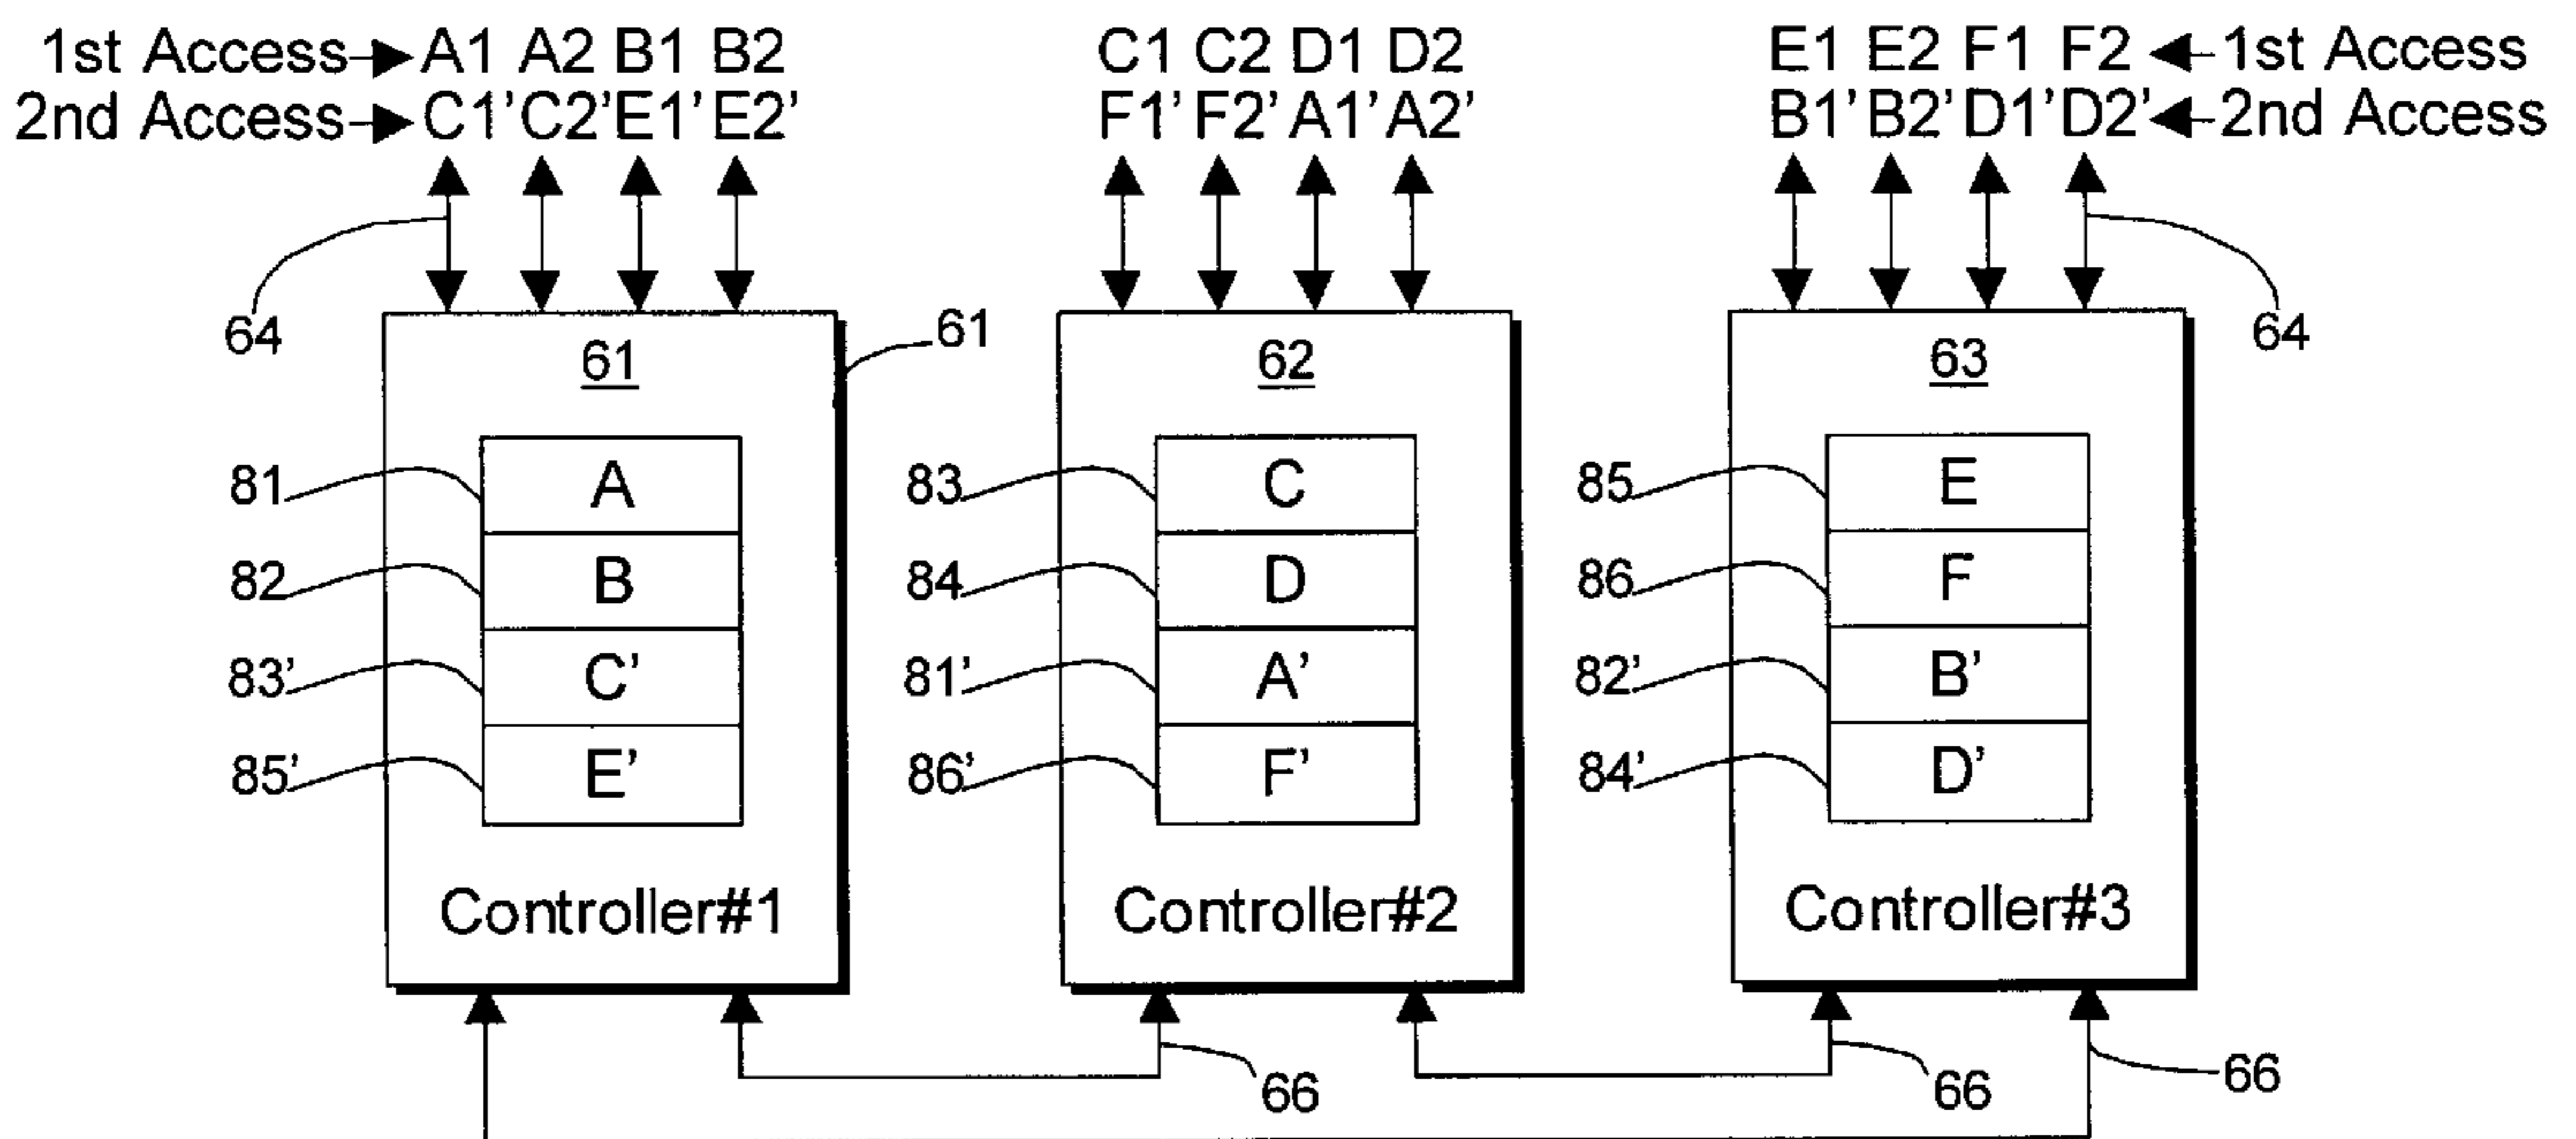 1st Access A1 A2 B1 B2 C1 C2 D1 D2 E1 E2 F1 F2 1st Access
2nd Access C1' C2' E1' E2' F1' F2' A1' A2' B1' B2' D1' D2' 2nd Access
64 61 61 62 63 64
81 A 83 C 85 E
82 B 84 D 86 F
83' C' 81' A' 82' B'
85' E' 86' F' 84' D'
Controller#1 Controller#2 Controller#3
66 66 66